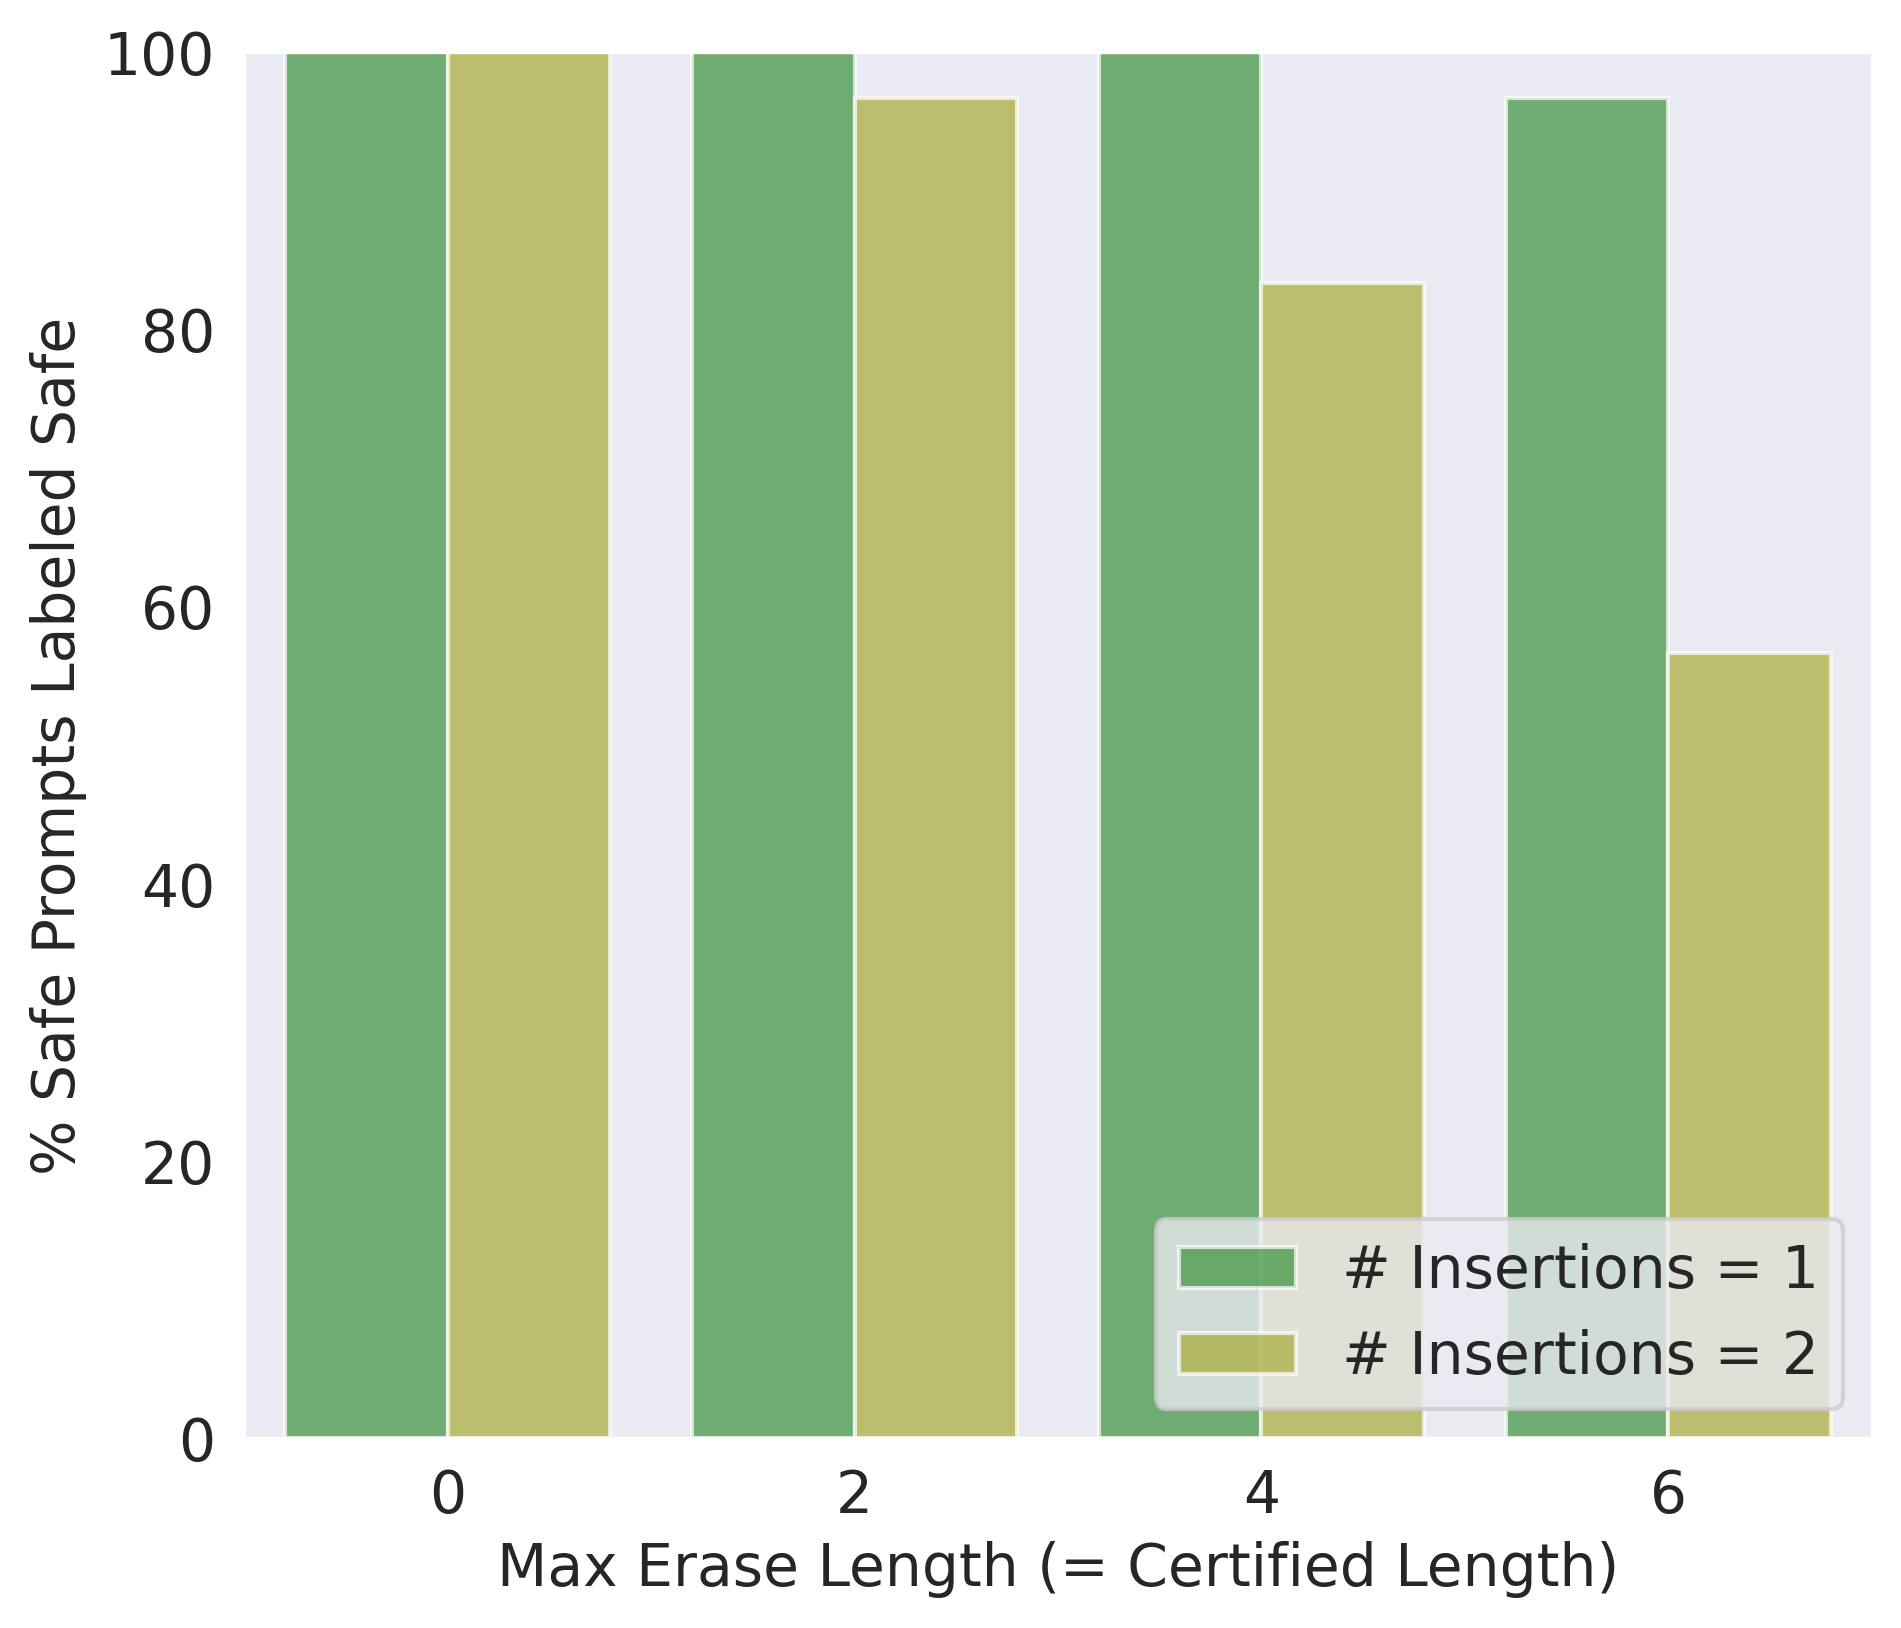 % Safe Prompts Labeled Safe
100
80
60
40
20
0
# Insertions = 1
# Insertions = 2
0 2 4 6
Max Erase Length (= Certified Length)